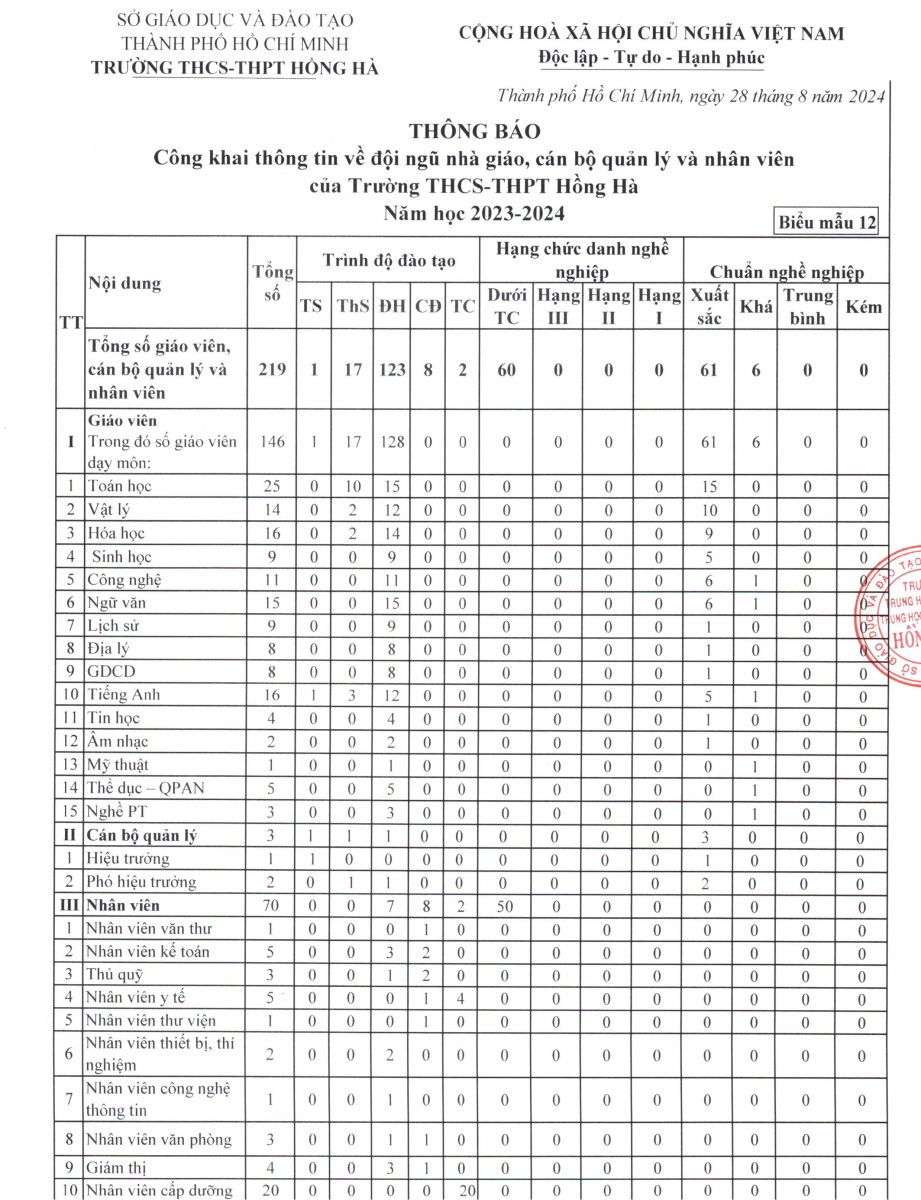 SỞ GIÁO DỤC VÀ ĐÀO TẠO
THÀNH PHỐ HỒ CHÍ MINH
TRƯỜNG THCS-THPT HỒNG HÀ
CỘNG HOÀ XÃ HỘI CHỦ NGHĨA VIỆT NAM
Độc lập - Tự do - Hạnh phúc
Thành phố Hồ Chí Minh, ngày 28 tháng 8 năm 2024
THÔNG BÁO
Công khai thông tin về đội ngũ nhà giáo, cán bộ quản lý và nhân viên
của Trường THCS-THPT Hồng Hà
Năm học 2023-2024
Biểu mẫu 12
TT Nội dung Tổng số Trình độ đào tạo Hạng chức danh nghề nghiệp Chuẩn nghề nghiệp
TS ThS ĐH CĐ TC Dưới TC Hạng III Hạng II Hạng I Xuất sắc Khá Trung bình Kém
Tổng số giáo viên,
cán bộ quản lý và 219 1 17 123 8 2 60 0 0 0 61 6 0 0
nhân viên
Giáo viên
I Trong đó số giáo viên 146 1 17 128 0 0 0 0 0 0 61 6 0 0
dạy môn:
1 Toán học 25 0 10 15 0 0 0 0 0 0 15 0 0 0
2 Vật lý 14 0 2 12 0 0 0 0 0 0 10 0 0 0
3 Hóa học 16 0 2 14 0 0 0 0 0 0 9 0 0 0
4 Sinh học 9 0 0 9 0 0 0 0 0 0 5 0 0 0
5 Công nghệ 11 0 0 11 0 0 0 0 0 0 6 1 0 0
6 Ngữ văn 15 0 0 15 0 0 0 0 0 0 6 1 0 0
7 Lịch sử 9 0 0 9 0 0 0 0 0 0 1 0 0 0
8 Địa lý 8 0 0 8 0 0 0 0 0 0 1 0 0 0
9 GDCD 8 0 0 8 0 0 0 0 0 0 1 0 0 0
10 Tiếng Anh 16 1 3 12 0 0 0 0 0 0 5 1 0 0
11 Tin học 4 0 0 4 0 0 0 0 0 0 1 0 0 0
12 Âm nhạc 2 0 0 2 0 0 0 0 0 0 1 0 0 0
13 Mỹ thuật 1 0 0 1 0 0 0 0 0 0 0 1 0 0
14 Thể dục – QPAN 5 0 0 5 0 0 0 0 0 0 0 1 0 0
15 Nghề PT 3 0 0 3 0 0 0 0 0 0 0 1 0 0
II Cán bộ quản lý 3 1 1 1 0 0 0 0 0 0 3 0 0 0
1 Hiệu trưởng 1 1 0 0 0 0 0 0 0 0 1 0 0 0
2 Phó hiệu trưởng 2 0 1 1 0 0 0 0 0 0 2 0 0 0
III Nhân viên 70 0 0 7 8 2 50 0 0 0 0 0 0 0
1 Nhân viên văn thư 1 0 0 0 1 0 0 0 0 0 0 0 0 0
2 Nhân viên kế toán 5 0 0 3 2 0 0 0 0 0 0 0 0 0
3 Thủ quỹ 3 0 0 1 2 0 0 0 0 0 0 0 0 0
4 Nhân viên y tế 5 0 0 0 1 4 0 0 0 0 0 0 0 0
5 Nhân viên thư viện 1 0 0 0 1 0 0 0 0 0 0 0 0 0
6 Nhân viên thiết bị, thí 2 0 0 2 0 0 0 0 0 0 0 0 0 0
nghiệm
7 Nhân viên công nghệ 1 0 0 1 0 0 0 0 0 0 0 0 0 0
thông tin
8 Nhân viên văn phòng 3 0 0 1 1 0 0 0 0 0 0 0 0 0
9 Giám thị 4 0 0 3 1 0 0 0 0 0 0 0 0 0
10 Nhân viên cấp dưỡng 20 0 0 0 0 20 0 0 0 0 0 0 0 0
SỞ GIÁO DỤC VÀ ĐÀO TẠO
TRƯ
TRUNG H
TRUNG HỌC
HỒN